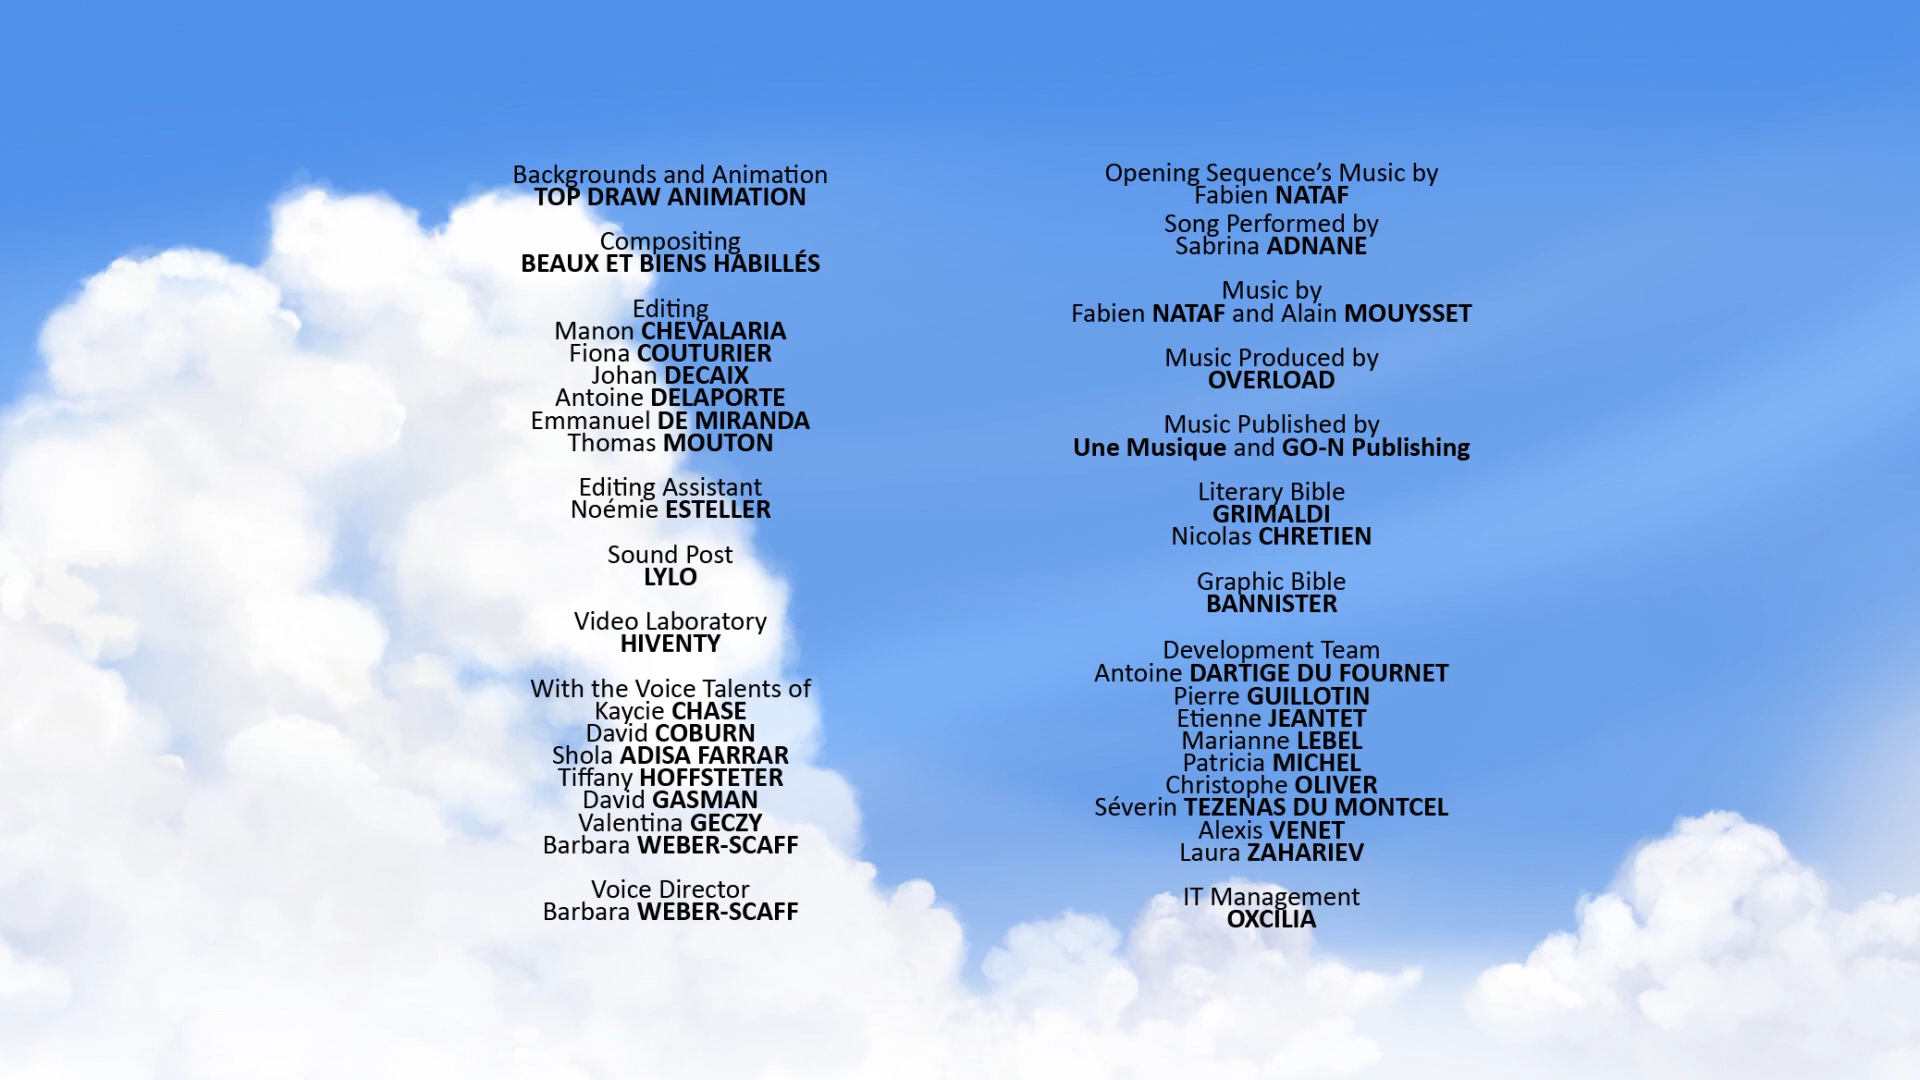 Backgrounds and Animation
TOP DRAW ANIMATION
Compositing
BEAUX ET BIENS HABILLÉS
Editing
Manon CHEVALARIA
Fiona COUTURIER
Johan DECAIX
Antoine DELAPORTE
Emmanuel DE MIRANDA
Thomas MOUTON
Editing Assistant
Noémie ESTELLER
Sound Post
LYLO
Video Laboratory
HIVENTY
With the Voice Talents of
Kaycie CHASE
David COBURN
Shola ADISA FARRAR
Tiffany HOFFSTETER
David GASMAN
Valentina GECZY
Barbara WEBER-SCAFF
Voice Director
Barbara WEBER-SCAFF
Opening Sequence’s Music by
Fabien NATAF
Song Performed by
Sabrina ADNANE
Music by
Fabien NATAF and Alain MOUYSSET
Music Produced by
OVERLOAD
Music Published by
Une Musique and GO-N Publishing
Literary Bible
GRIMALDI
Nicolas CHRETIEN
Graphic Bible
BANNISTER
Development Team
Antoine DARTIGE DU FOURNET
Pierre GUILLOTIN
Etienne JEANTET
Marianne LEBEL
Patricia MICHEL
Christophe OLIVER
Séverin TEZENAS DU MONTCEL
Alexis VENET
Laura ZAHARIEV
IT Management
OXCILIA